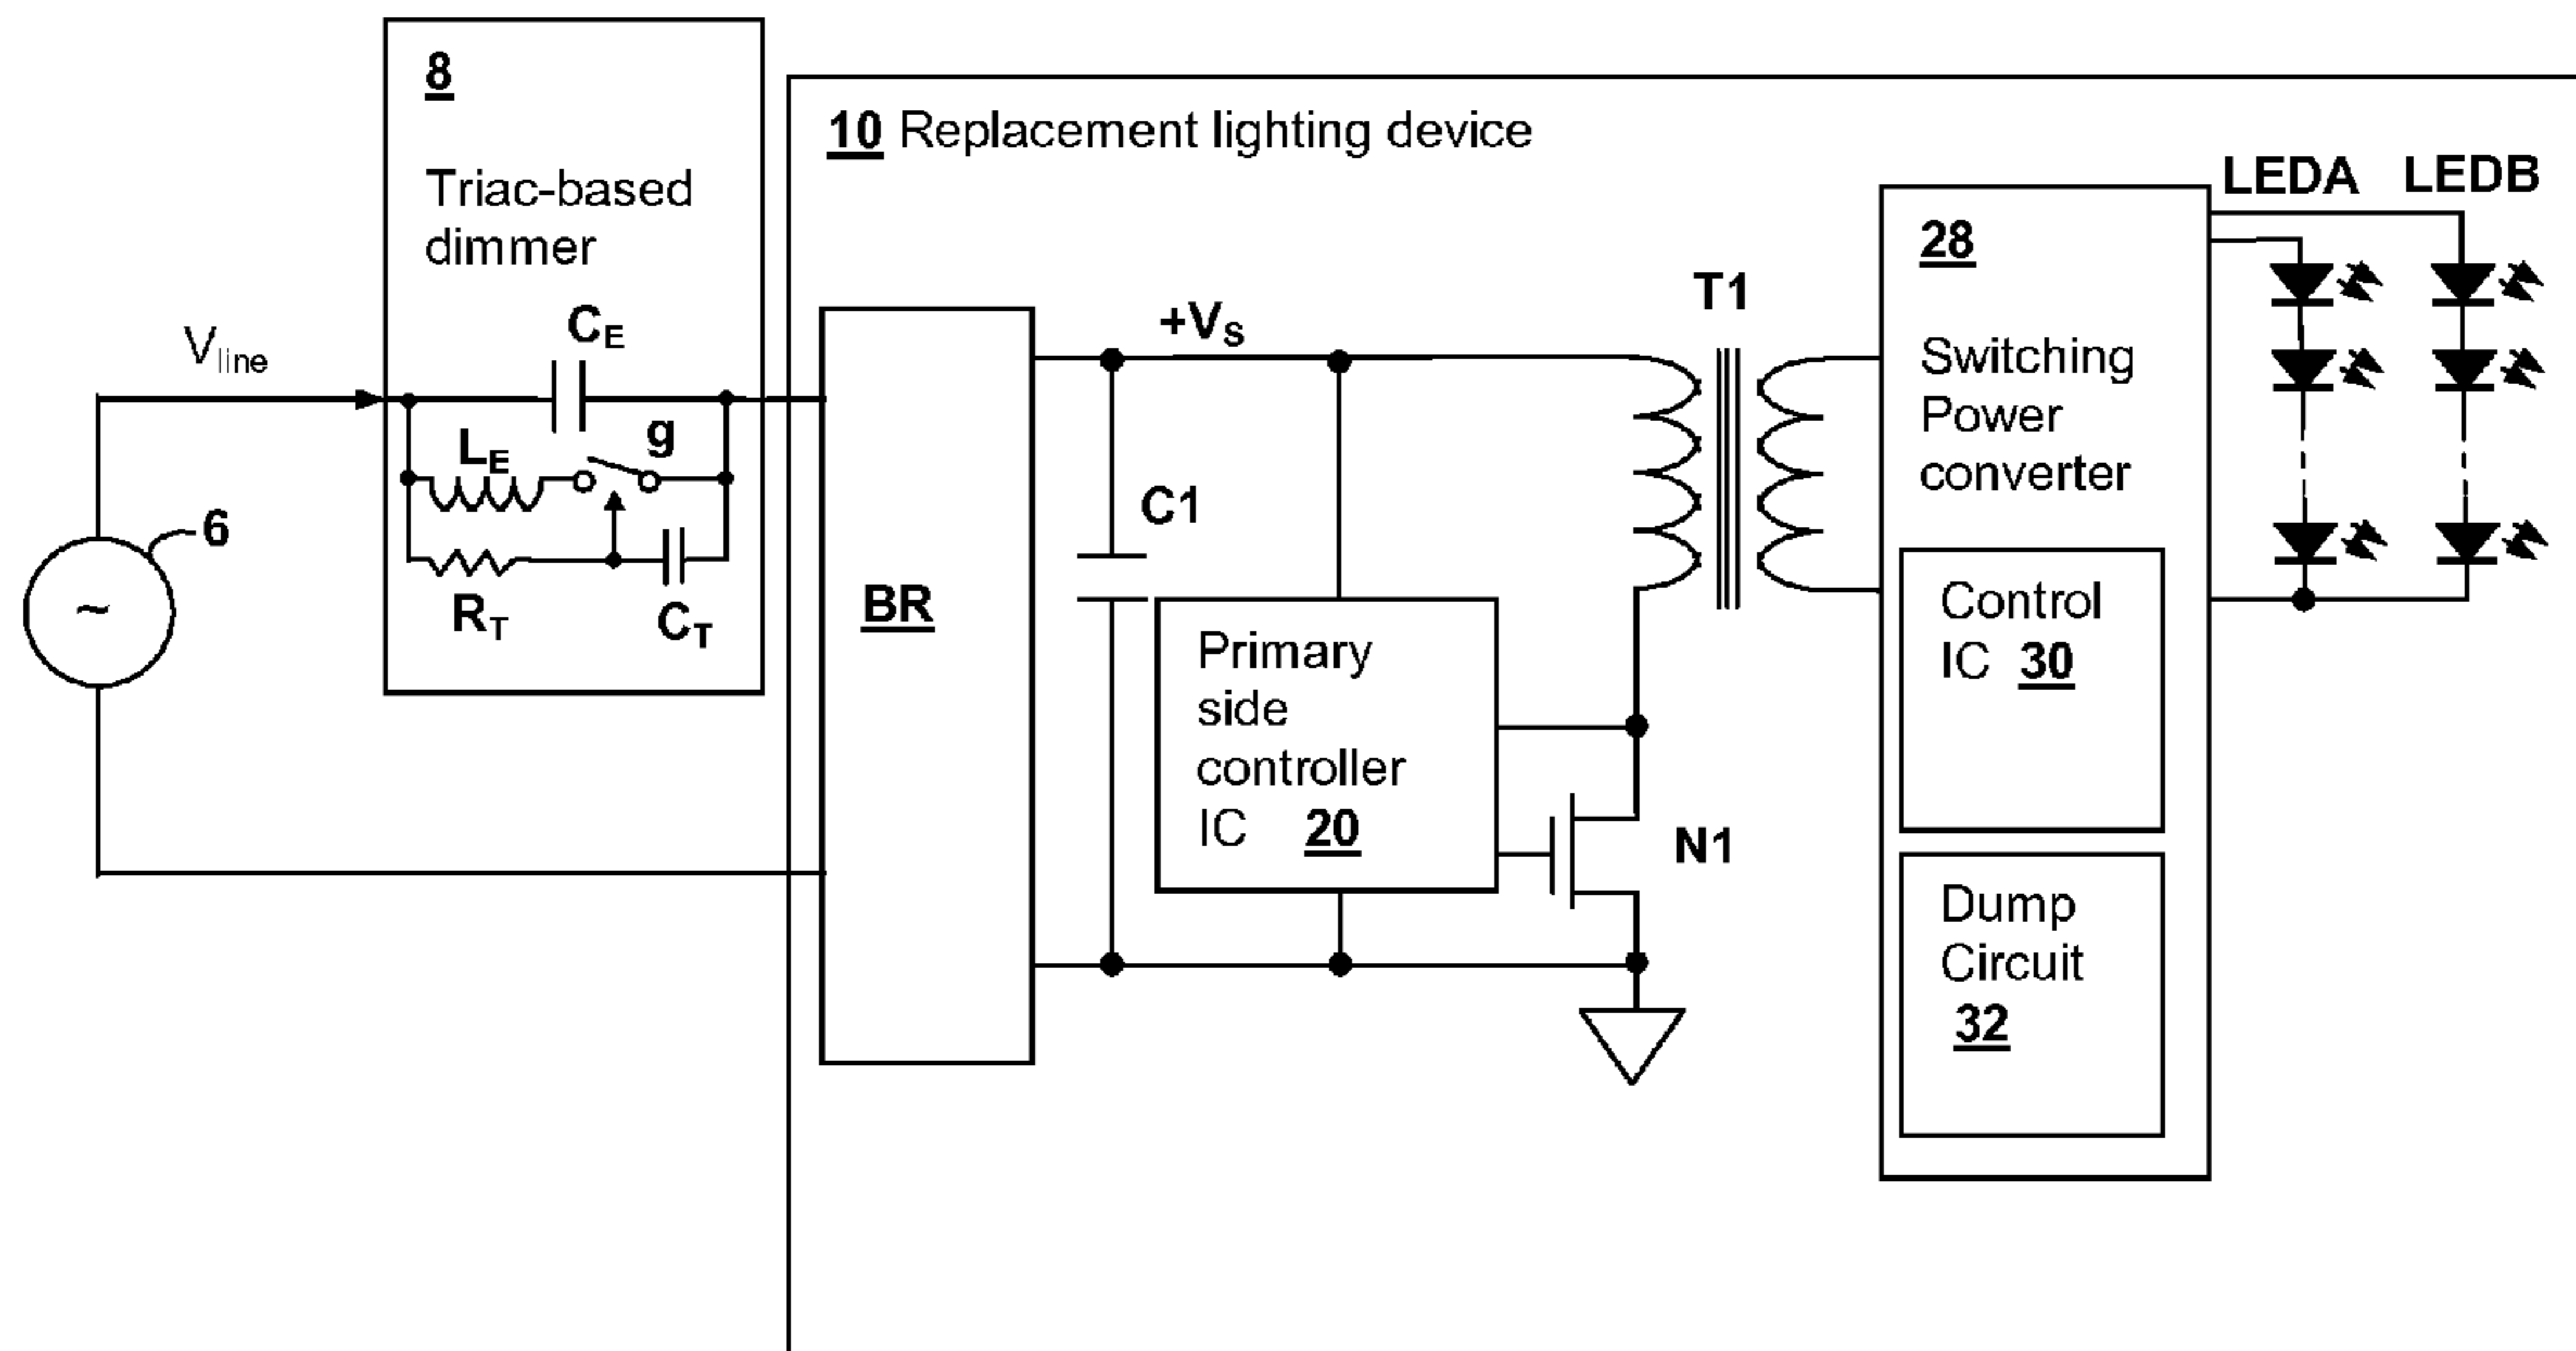 8
Triac-based
dimmer
CE
LE
g
RT
CT
Vline
6
~
10 Replacement lighting device
BR
+VS
C1
T1
Primary
side
controller
IC 20
N1
28
Switching
Power
converter
Control
IC 30
Dump
Circuit
32
LEDA
LEDB